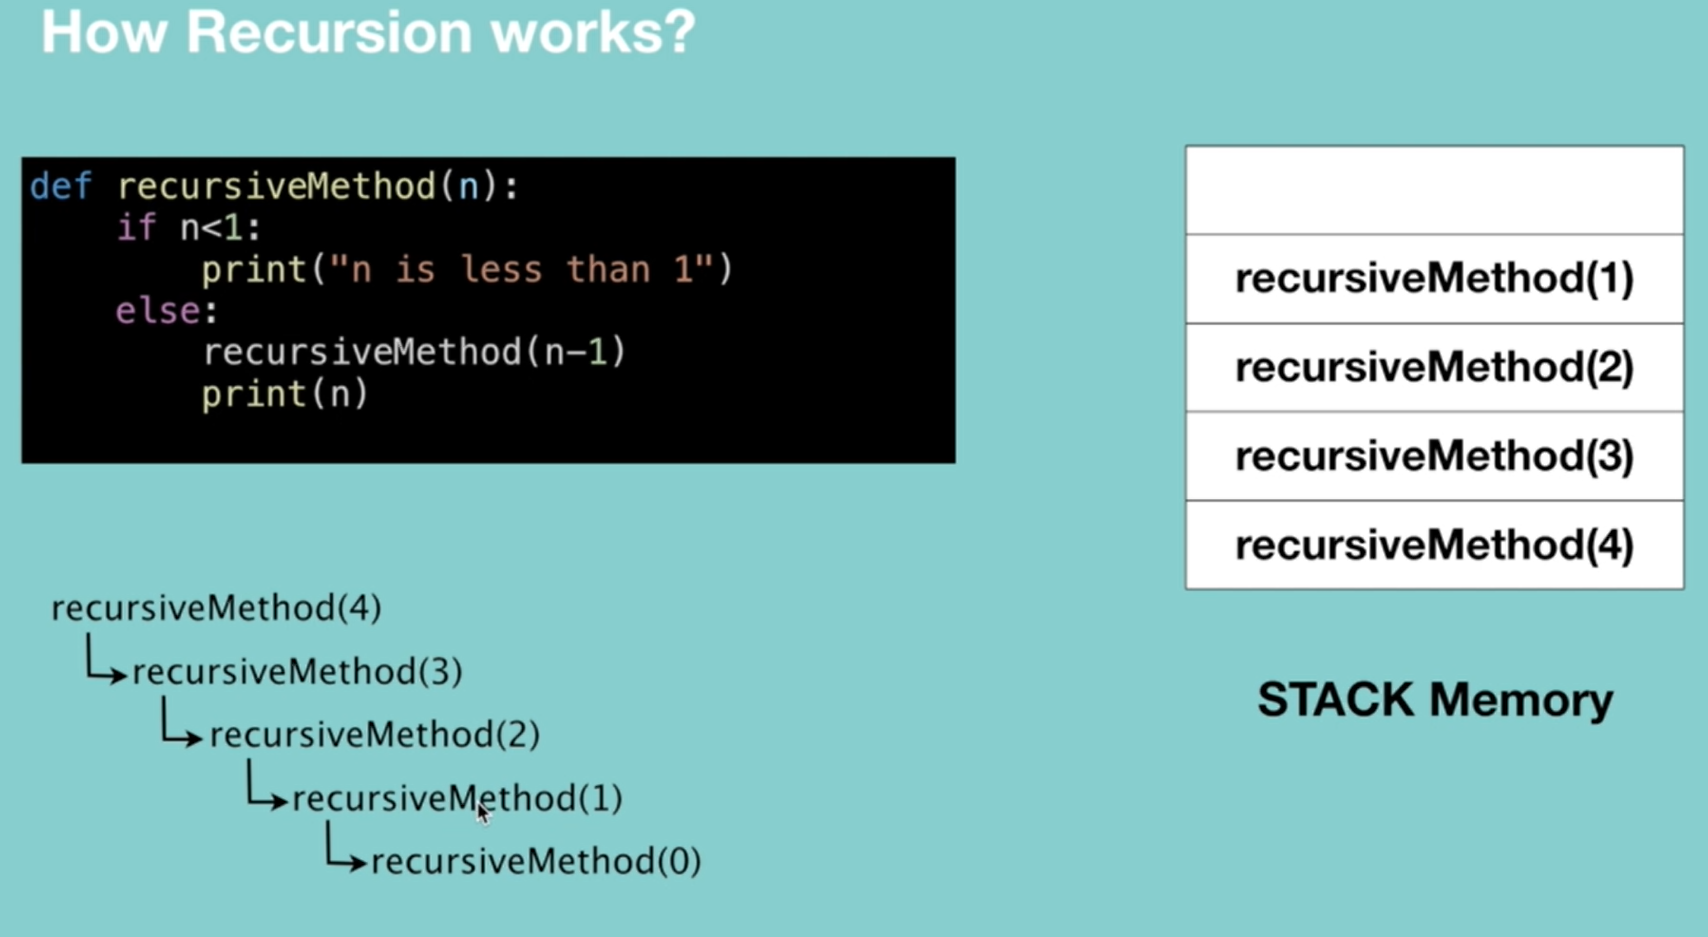 How Recursion works?
def recursiveMethod(n):
    if n<1:
        print("n is less than 1")
    else:
        recursiveMethod(n-1)
        print(n)
recursiveMethod(4)
recursiveMethod(3)
recursiveMethod(2)
recursiveMethod(1)
recursiveMethod(0)
recursiveMethod(1)
recursiveMethod(2)
recursiveMethod(3)
recursiveMethod(4)
STACK Memory